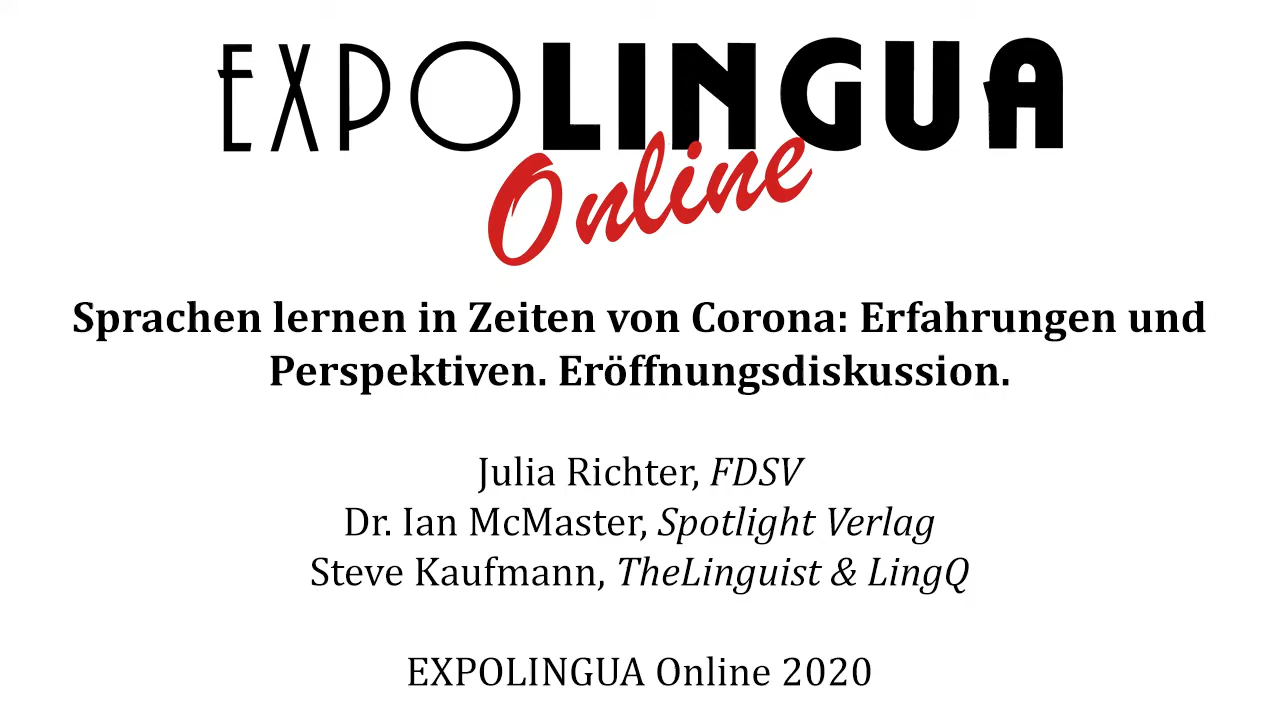 EXPOLINGUA
Online
Sprachen lernen in Zeiten von Corona: Erfahrungen und
Perspektiven. Eröffnungsdiskussion.
Julia Richter, FDSV
Dr. Ian McMaster, Spotlight Verlag
Steve Kaufmann, TheLinguist & LingQ
EXPOLINGUA Online 2020